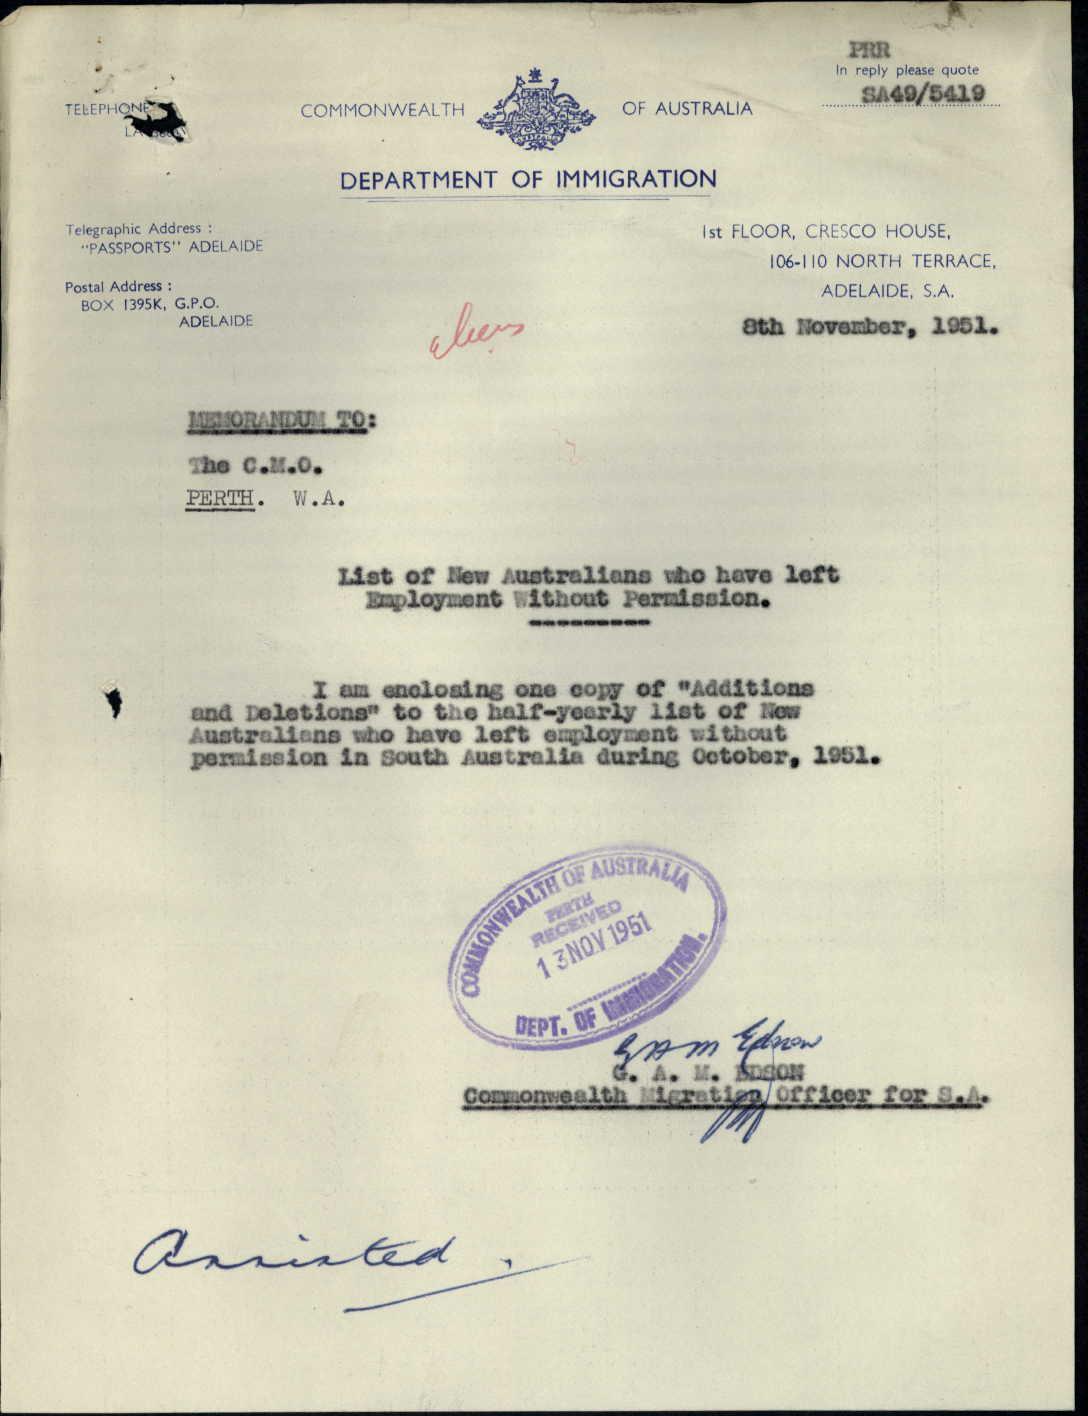 PRR
In reply please quote
SA49/5419
TELEPHONE
COMMONWEALTH OF AUSTRALIA
DEPARTMENT OF IMMIGRATION
Telegraphic Address :
"PASSPORTS" ADELAIDE
Postal Address :
BOX 1395K, G.P.O.
ADELAIDE
1st FLOOR, CRESCO HOUSE,
106-110 NORTH TERRACE,
ADELAIDE, S.A.
8th November, 1951.
MEMORANDUM TO:
The C.M.O.
PERTH. W.A.
List of New Australians who have left
Employment Without Permission.
---------
I am enclosing one copy of "Additions
and Deletions" to the half-yearly list of New
Australians who have left employment without
permission in South Australia during October, 1951.
COMMONWEALTH OF AUSTRALIA
PERTH
RECEIVED
13 NOV 1951
DEPT. OF IMMIGRATION.
G A M Edson
G. A. M. EDSON
Commonwealth Migration Officer for S.A.
Assisted.